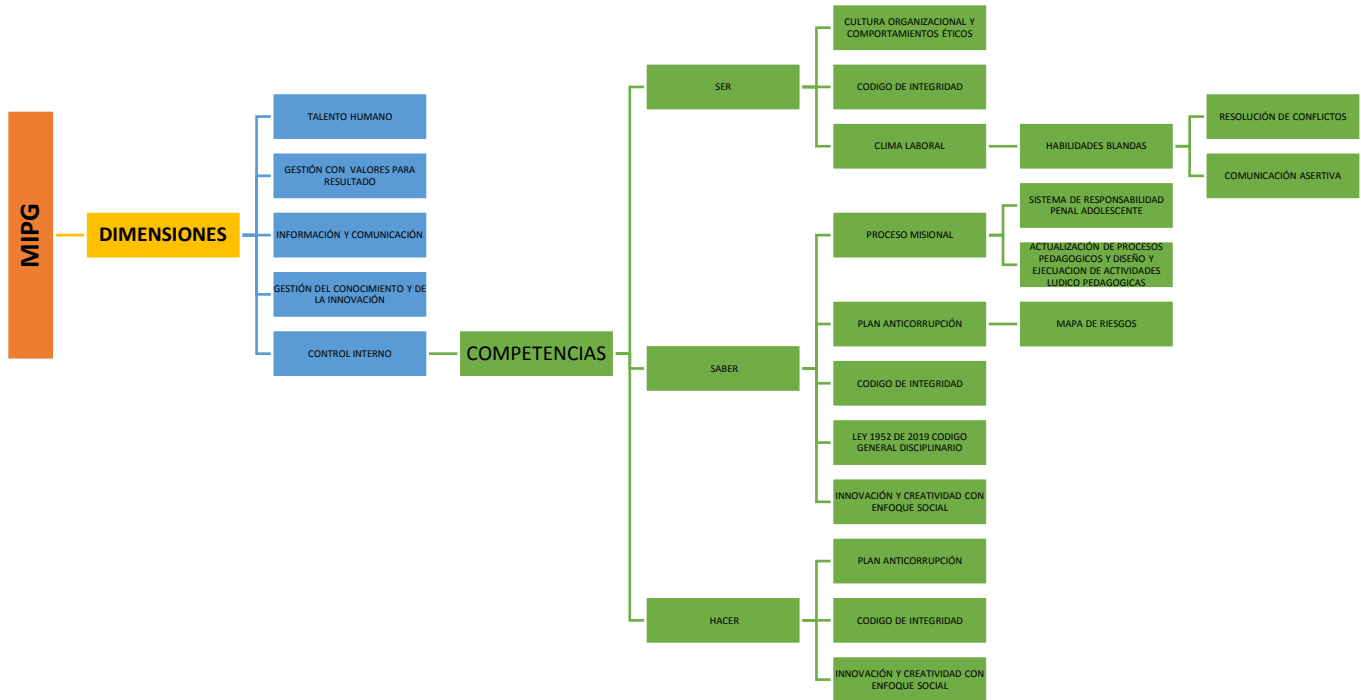 MIPG
DIMENSIONES
TALENTO HUMANO
GESTIÓN CON VALORES PARA
RESULTADO
INFORMACIÓN Y COMUNICACIÓN
GESTIÓN DEL CONOCIMIENTO Y DE
LA INNOVACIÓN
CONTROL INTERNO
COMPETENCIAS
SER
CULTURA ORGANIZACIONAL Y
COMPORTAMIENTOS ÉTICOS
CODIGO DE INTEGRIDAD
CLIMA LABORAL
HABILIDADES BLANDAS
RESOLUCIÓN DE CONFLICTOS
COMUNICACIÓN ASERTIVA
SABER
PROCESO MISIONAL
SISTEMA DE RESPONSABILIDAD
PENAL ADOLESCENTE
ACTUALIZACIÓN DE PROCESOS
PEDAGOGICOS Y DISEÑO Y
EJECUACION DE ACTIVIDADES
LUDICO PEDAGOGICAS
PLAN ANTICORRUPCIÓN
MAPA DE RIESGOS
CODIGO DE INTEGRIDAD
LEY 1952 DE 2019 CODIGO
GENERAL DISCIPLINARIO
INNOVACIÓN Y CREATIVIDAD CON
ENFOQUE SOCIAL
HACER
PLAN ANTICORRUPCIÓN
CODIGO DE INTEGRIDAD
INNOVACIÓN Y CREATIVIDAD CON
ENFOQUE SOCIAL